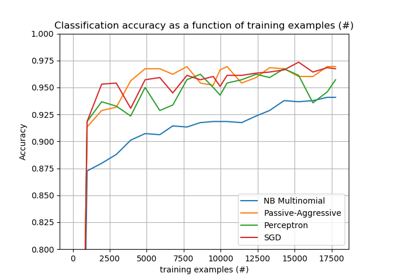 Classification accuracy as a function of training examples (#)
1.000
0.975
0.950
0.925
0.900
0.875
0.850
0.825
0.800
Accuracy
NB Multinomial
Passive-Aggressive
Perceptron
SGD
0 2500 5000 7500 10000 12500 15000 17500
training examples (#)